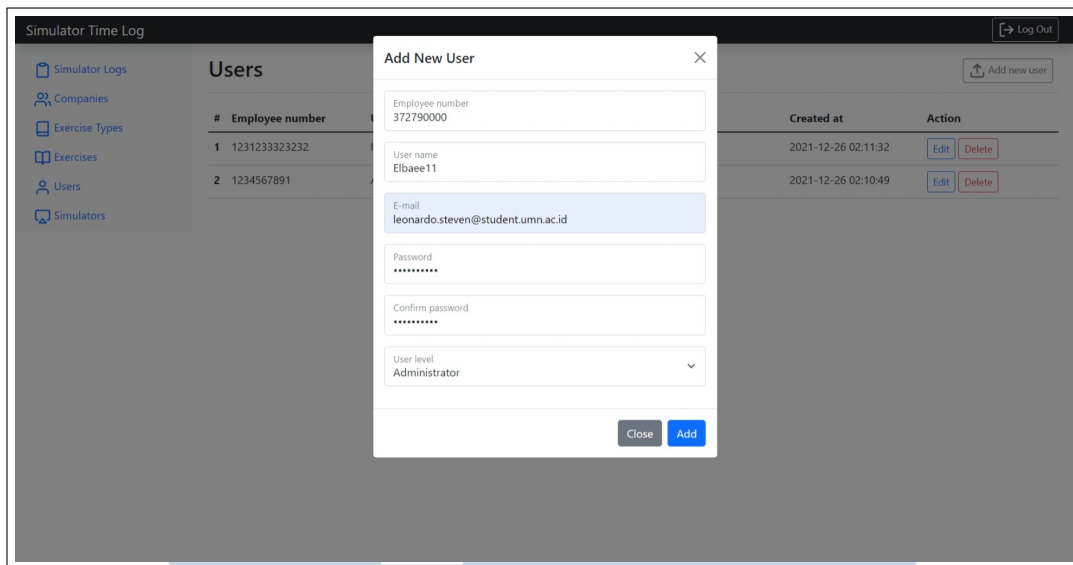 Simulator Time Log
Log Out
Simulator Logs
Companies
Exercise Types
Exercises
Users
Simulators
Users
Add new user
# Employee number Created at Action
1 1231233323232 2021-12-26 02:11:32 Edit Delete
2 1234567891 2021-12-26 02:10:49 Edit Delete
Add New User
Employee number
372790000
User name
Elbaee11
E-mail
leonardo.steven@student.umn.ac.id
Password
••••••••••
Confirm password
••••••••••
User level
Administrator
Close Add